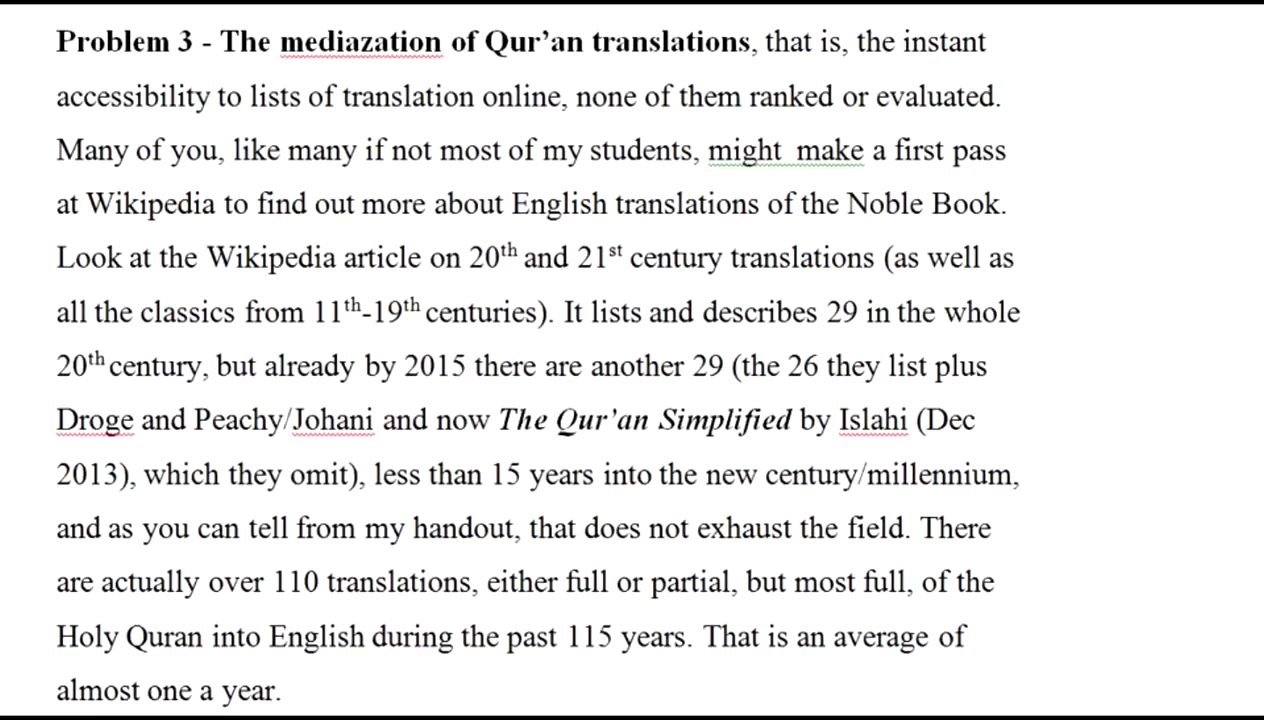 Problem 3 - The mediazation of Qur’an translations, that is, the instant
accessibility to lists of translation online, none of them ranked or evaluated.
Many of you, like many if not most of my students, might  make a first pass
at Wikipedia to find out more about English translations of the Noble Book.
Look at the Wikipedia article on 20th and 21st century translations (as well as
all the classics from 11th-19th centuries). It lists and describes 29 in the whole
20th century, but already by 2015 there are another 29 (the 26 they list plus
Droge and Peachy/Johani and now The Qur’an Simplified by Islahi (Dec
2013), which they omit), less than 15 years into the new century/millennium,
and as you can tell from my handout, that does not exhaust the field. There
are actually over 110 translations, either full or partial, but most full, of the
Holy Quran into English during the past 115 years. That is an average of
almost one a year.